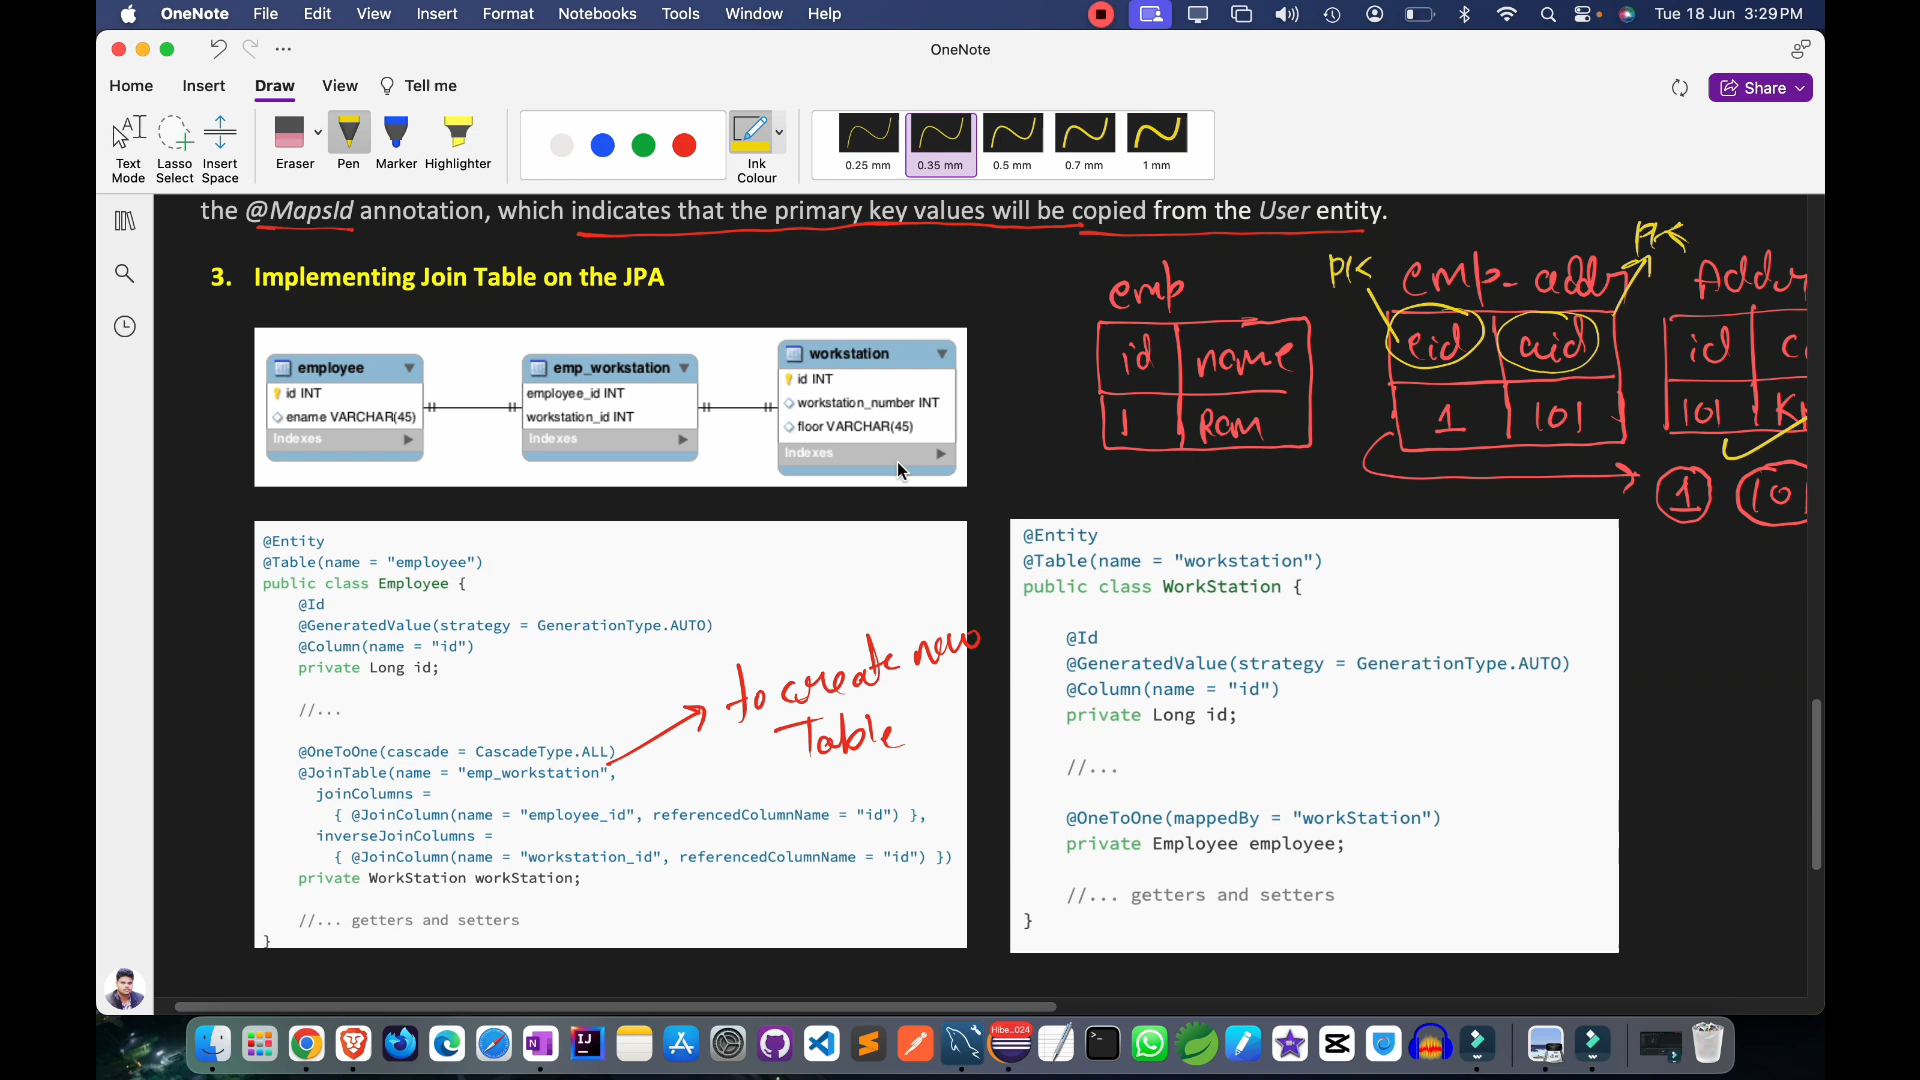 OneNote File Edit View Insert Format Notebooks Tools Window Help
Tue 18 Jun 3:29 PM
OneNote
Home Insert Draw View Tell me
Share
Text Mode
Lasso Select
Insert Space
Eraser
Pen
Marker
Highlighter
Ink Colour
0.25 mm
0.35 mm
0.5 mm
0.7 mm
1 mm
the @MapsId annotation, which indicates that the primary key values will be copied from the User entity.
3. Implementing Join Table on the JPA
employee
id INT
ename VARCHAR(45)
Indexes
emp_workstation
employee_id INT
workstation_id INT
Indexes
workstation
id INT
workstation_number INT
floor VARCHAR(45)
Indexes
emp
id name
1 Ram
PK
emp_addr
PK
eid aid
1 101
id
101
1
@Entity
@Table(name = "employee")
public class Employee {
@Id
@GeneratedValue(strategy = GenerationType.AUTO)
@Column(name = "id")
private Long id;
//...
@OneToOne(cascade = CascadeType.ALL)
@JoinTable(name = "emp_workstation",
joinColumns =
{ @JoinColumn(name = "employee_id", referencedColumnName = "id") },
inverseJoinColumns =
{ @JoinColumn(name = "workstation_id", referencedColumnName = "id") })
private WorkStation workStation;
//... getters and setters
}
to create new
Table
@Entity
@Table(name = "workstation")
public class WorkStation {
@Id
@GeneratedValue(strategy = GenerationType.AUTO)
@Column(name = "id")
private Long id;
//...
@OneToOne(mappedBy = "workStation")
private Employee employee;
//... getters and setters
}
Hibe..024